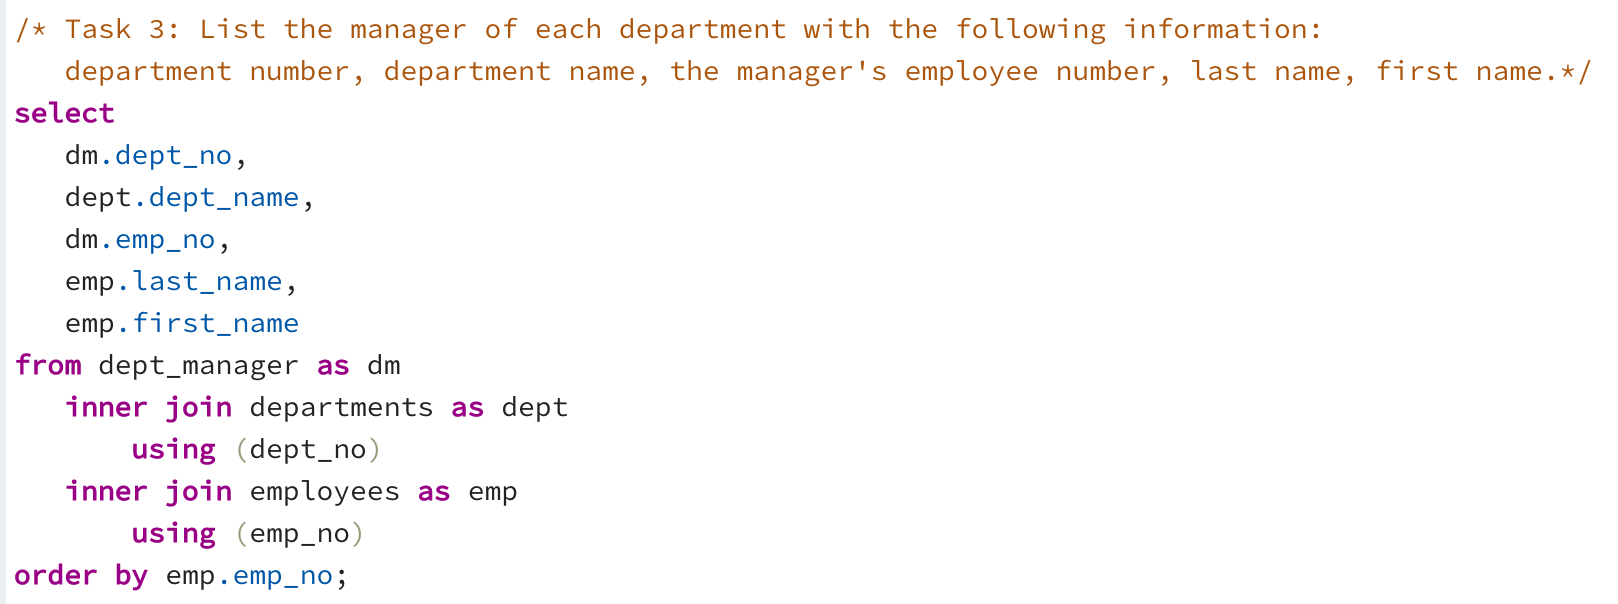 /* Task 3: List the manager of each department with the following information:
   department number, department name, the manager's employee number, last name, first name.*/
select
   dm.dept_no,
   dept.dept_name,
   dm.emp_no,
   emp.last_name,
   emp.first_name
from dept_manager as dm
   inner join departments as dept
       using (dept_no)
   inner join employees as emp
       using (emp_no)
order by emp.emp_no;